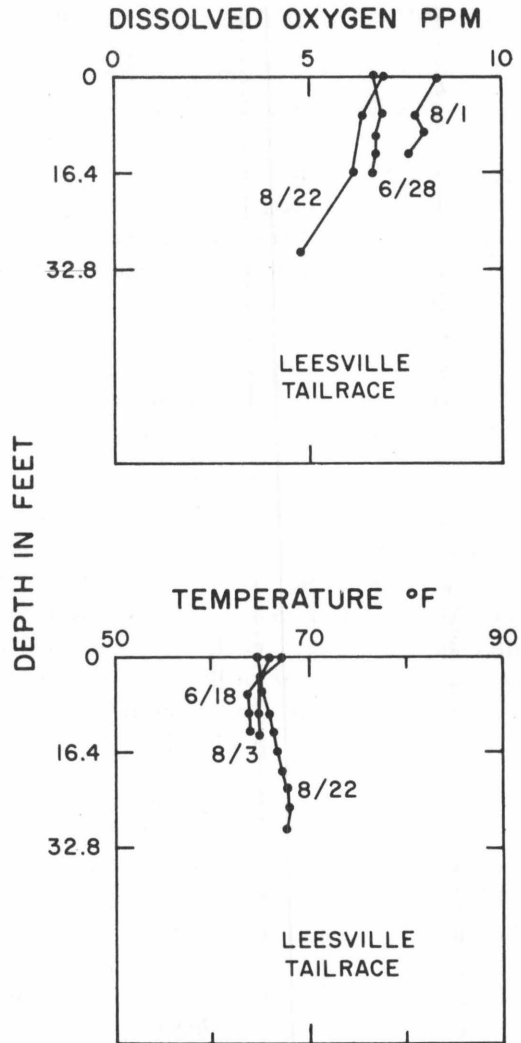 DISSOLVED OXYGEN PPM
0 5 10
0
8/1
16.4
8/22 6/28
32.8
LEESVILLE
TAILRACE
DEPTH IN FEET
TEMPERATURE °F
50 70 90
0
6/18
8/3
16.4
8/22
32.8
LEESVILLE
TAILRACE